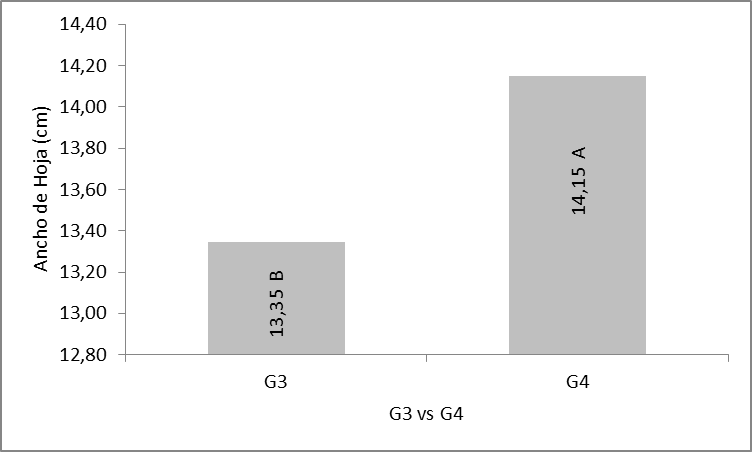 14,40
14,20
14,00
13,80
13,60
13,40
13,20
13,00
12,80
Ancho de Hoja (cm)
13,35 B
14,15 A
G3
G4
G3 vs G4